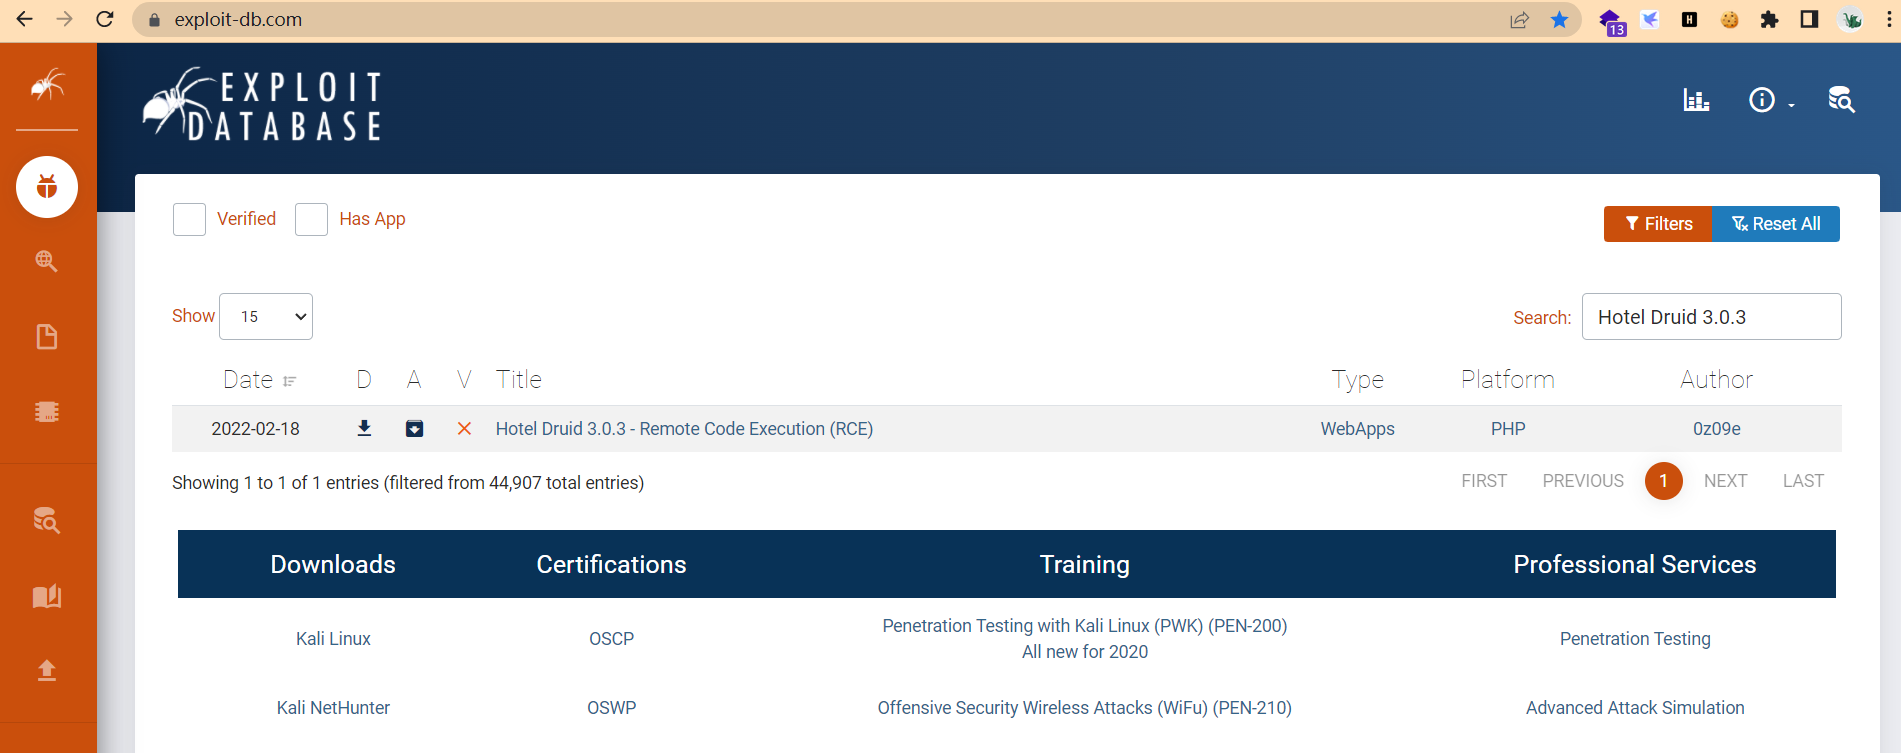 exploit-db.com
13
H
EXPLOIT
DATABASE
Verified
Has App
Filters
Reset All
Show 15
Search: Hotel Druid 3.0.3
Date D A V Title Type Platform Author
2022-02-18 Hotel Druid 3.0.3 - Remote Code Execution (RCE) WebApps PHP 0z09e
Showing 1 to 1 of 1 entries (filtered from 44,907 total entries)
FIRST PREVIOUS 1 NEXT LAST
Downloads Certifications Training Professional Services
Kali Linux OSCP Penetration Testing with Kali Linux (PWK) (PEN-200)
All new for 2020
Penetration Testing
Kali NetHunter OSWP Offensive Security Wireless Attacks (WiFu) (PEN-210) Advanced Attack Simulation